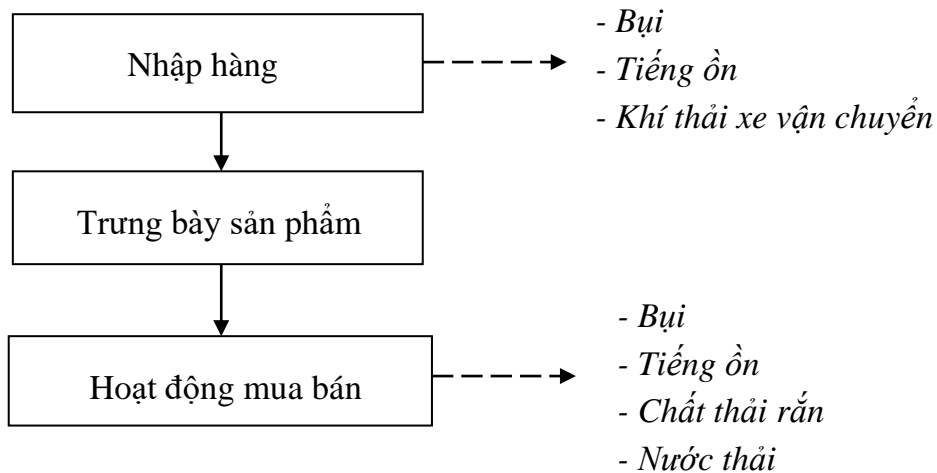 Nhập hàng
- Bụi
- Tiếng ồn
- Khí thải xe vận chuyển
Trưng bày sản phẩm
Hoạt động mua bán
- Bụi
- Tiếng ồn
- Chất thải rắn
- Nước thải